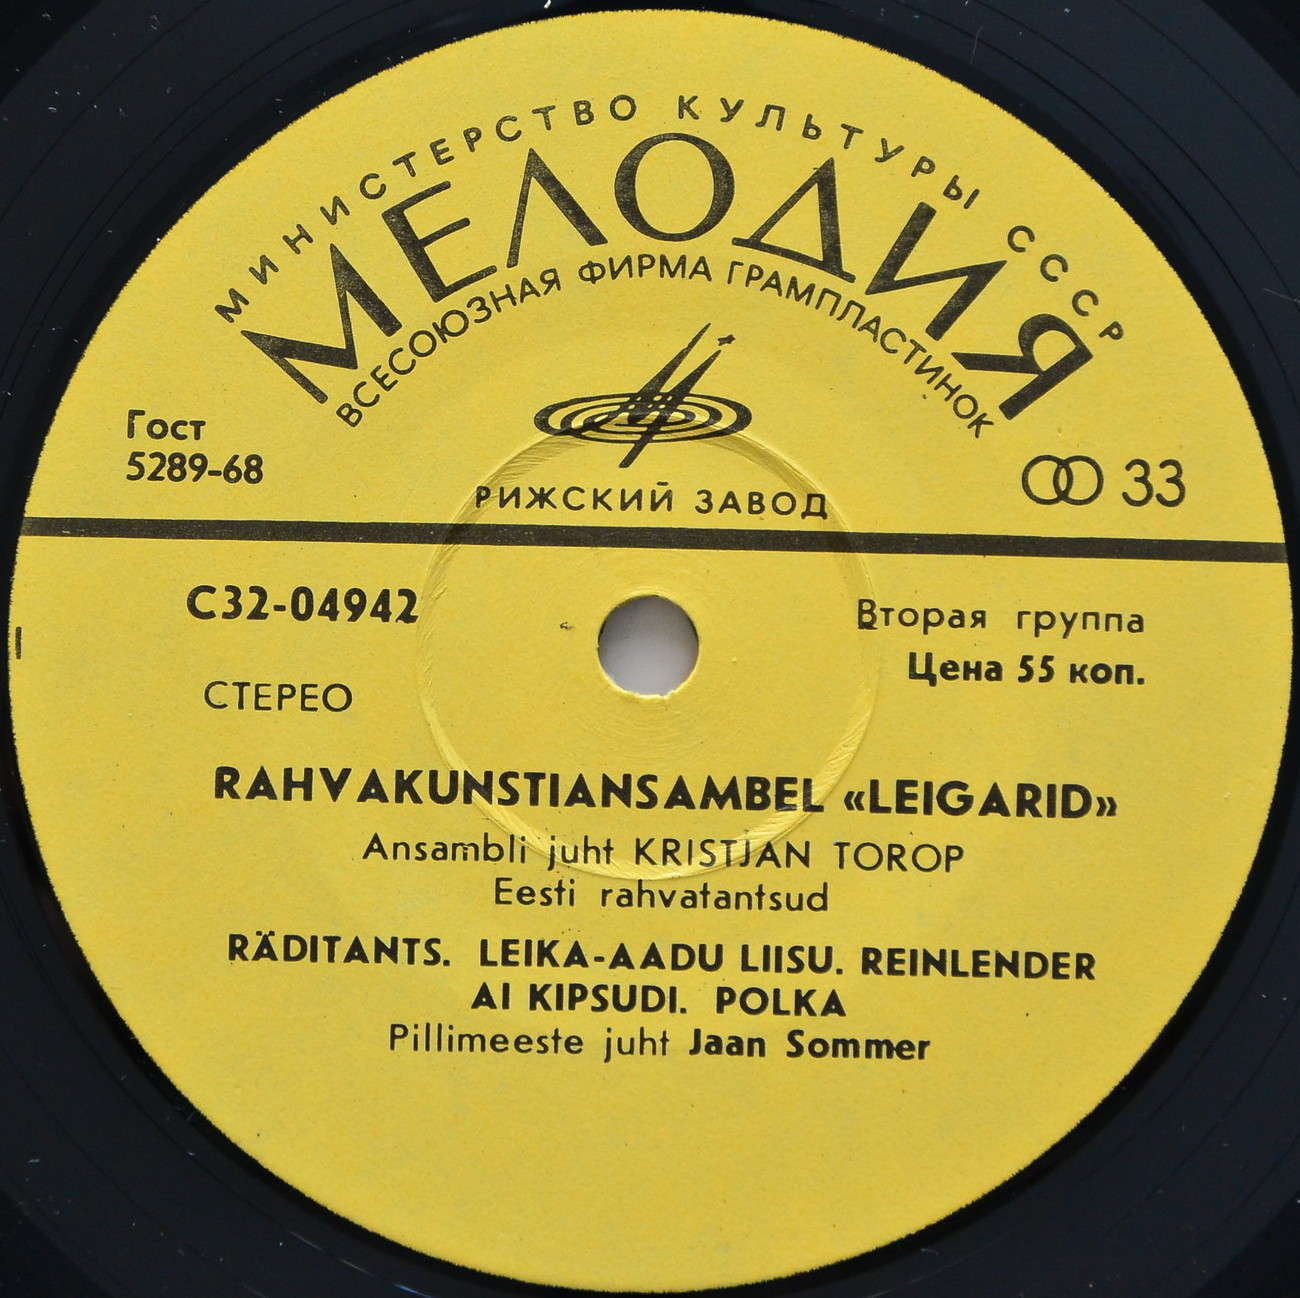 МИНИСТЕРСТВО КУЛЬТУРЫ СССР
МЕЛОДИЯ
ВСЕСОЮЗНАЯ ФИРМА ГРАМПЛАСТИНОК
Гост
5289-68
33
РИЖСКИЙ ЗАВОД
С32-04942
Вторая группа
Цена 55 коп.
СТЕРЕО
RAHVAKUNSTIANSAMBEL «LEIGARID»
Ansambli juht KRISTJAN TOROP
Eesti rahvatantsud
RÄDITANTS. LEIKA-AADU LIISU. REINLENDER
AI KIPSUDI. POLKA
Pillimeeste juht Jaan Sommer